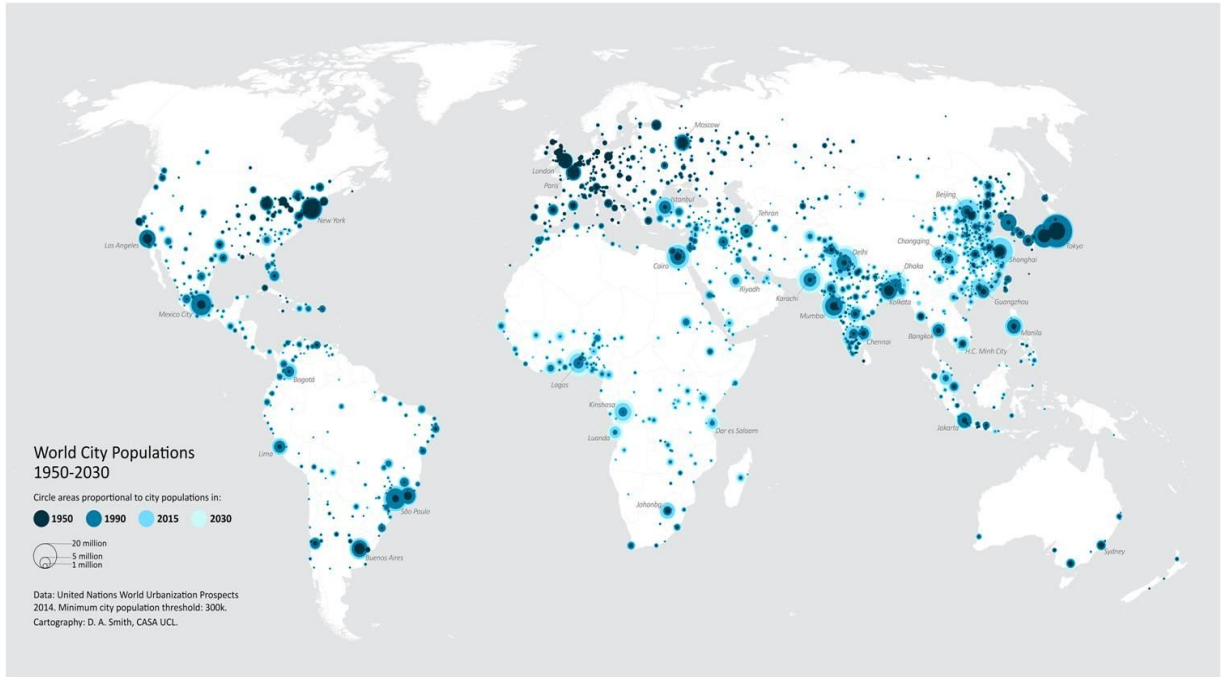 Moscow
London
Paris
Istanbul
Beijing
New York
Tehran
Los Angeles
Tokyo
Chongqing
Delhi
Cairo
Shanghai
Dhaka
Riyadh
Karachi
Kolkata
Guangzhou
Mexico City
Mumbai
Manila
Bangkok
Chennai
H.C. Minh City
Bogotá
Lagos
Kinshasa
Jakarta
Dar es Salaam
Luanda
World City Populations
1950-2030
Lima
Circle areas proportional to city populations in:
Johanbg
São Paulo
1950 1990 2015 2030
20 million
5 million
1 million
Sydney
Buenos Aires
Data: United Nations World Urbanization Prospects
2014. Minimum city population threshold: 300k.
Cartography: D. A. Smith, CASA UCL.